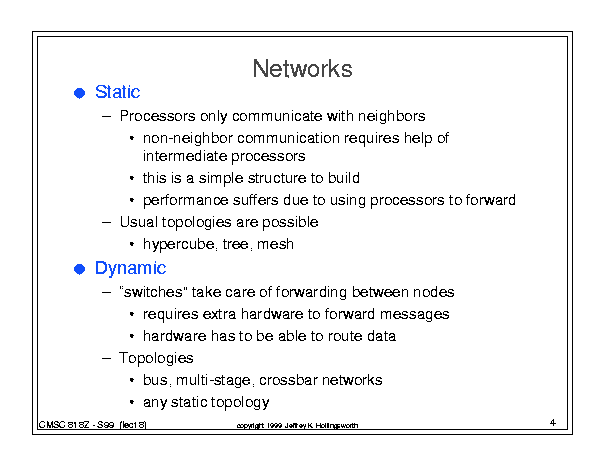 Networks
● Static
– Processors only communicate with neighbors
• non-neighbor communication requires help of
intermediate processors
• this is a simple structure to build
• performance suffers due to using processors to forward
– Usual topologies are possible
• hypercube, tree, mesh
● Dynamic
– "switches" take care of forwarding between nodes
• requires extra hardware to forward messages
• hardware has to be able to route data
– Topologies
• bus, multi-stage, crossbar networks
• any static topology
CMSC 818Z - S99 (lect 8) copyright 1999 Jeffrey K. Hollingsworth 4